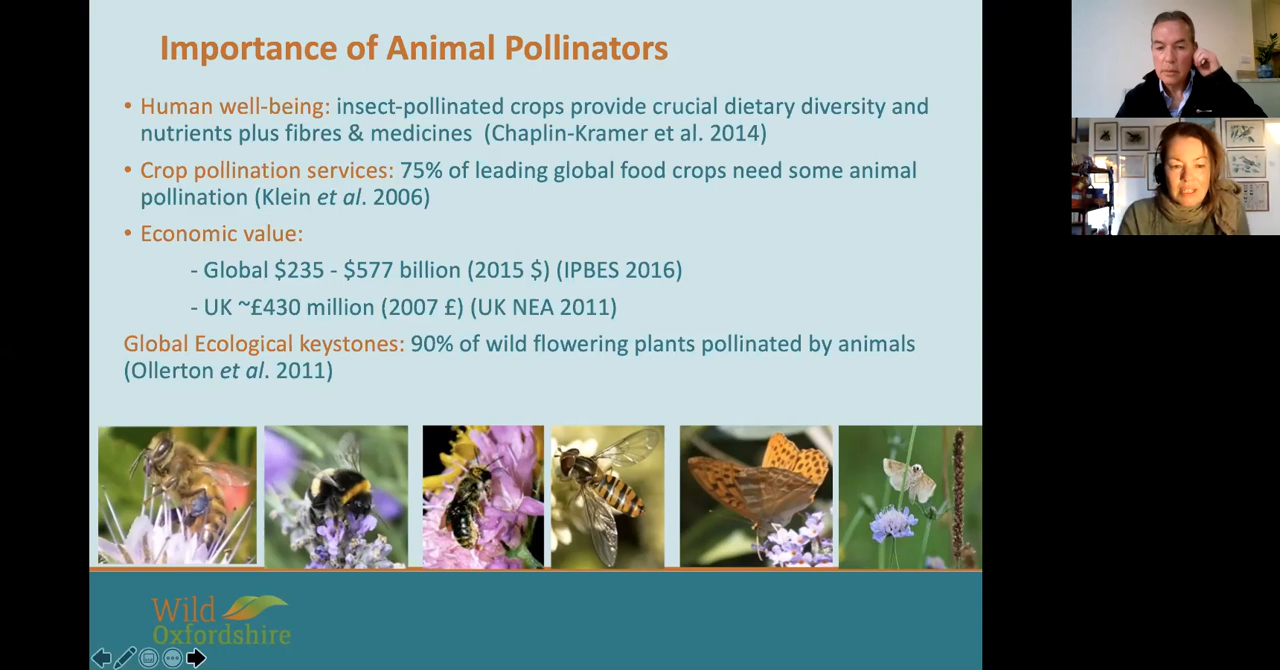 Importance of Animal Pollinators
• Human well-being: insect-pollinated crops provide crucial dietary diversity and
nutrients plus fibres & medicines (Chaplin-Kramer et al. 2014)
• Crop pollination services: 75% of leading global food crops need some animal
pollination (Klein et al. 2006)
• Economic value:
- Global $235 - $577 billion (2015 $) (IPBES 2016)
- UK ~£430 million (2007 £) (UK NEA 2011)
Global Ecological keystones: 90% of wild flowering plants pollinated by animals
(Ollerton et al. 2011)
Wild
Oxfordshire